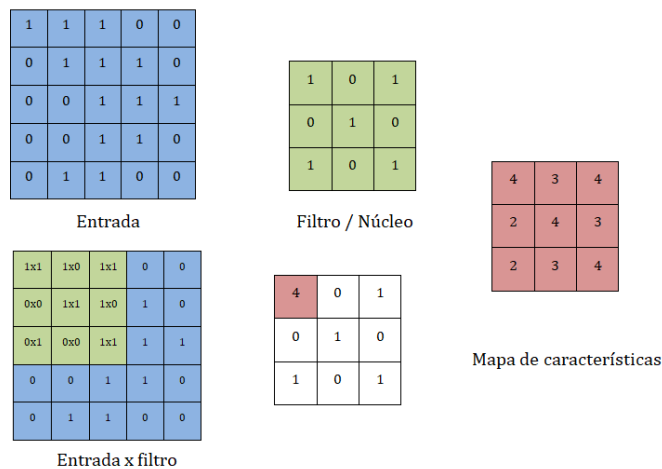 1 1 1 0 0
0 1 1 1 0
0 0 1 1 1
0 0 1 1 0
0 1 1 0 0
Entrada
1 0 1
0 1 0
1 0 1
Filtro / Núcleo
4 3 4
2 4 3
2 3 4
Mapa de características
1x1 1x0 1x1 0 0
0x0 1x1 1x0 1 0
0x1 0x0 1x1 1 1
0 0 1 1 0
0 1 1 0 0
Entrada x filtro
4 0 1
0 1 0
1 0 1